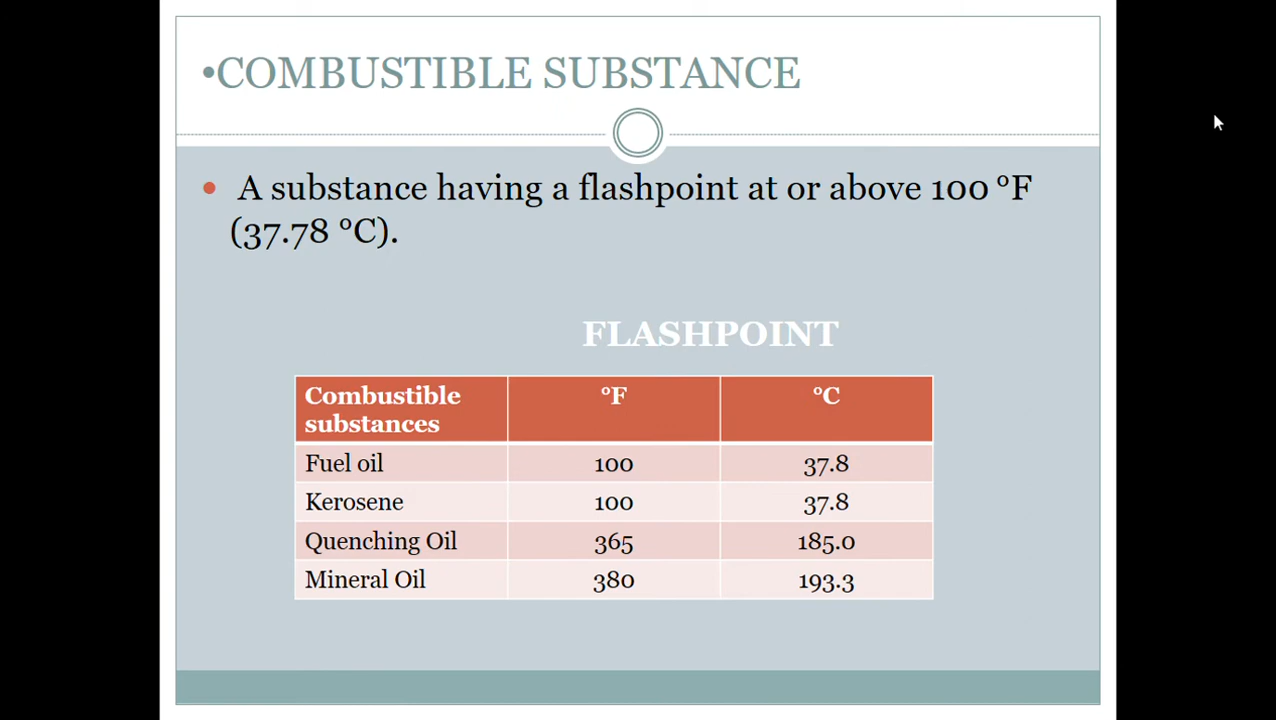 •COMBUSTIBLE SUBSTANCE
• A substance having a flashpoint at or above 100 °F
(37.78 °C).
FLASHPOINT
Combustible substances °F °C
Fuel oil 100 37.8
Kerosene 100 37.8
Quenching Oil 365 185.0
Mineral Oil 380 193.3